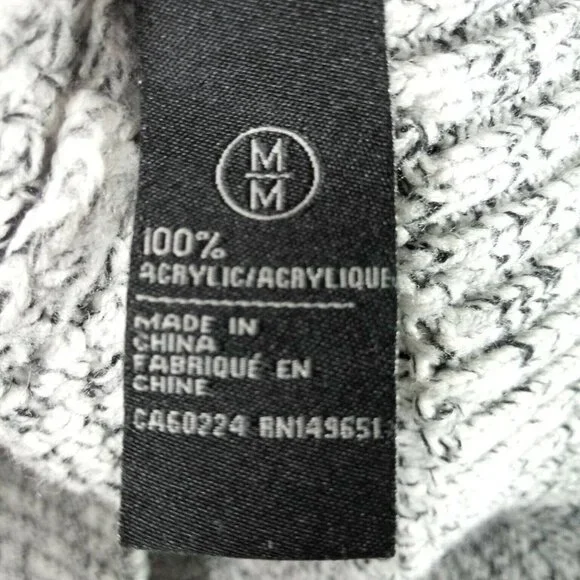 M
M
100%
ACRYLIC/ACRYLIQUE
MADE IN
CHINA
FABRIQUÉ EN
CHINE
CA60224 RN149651